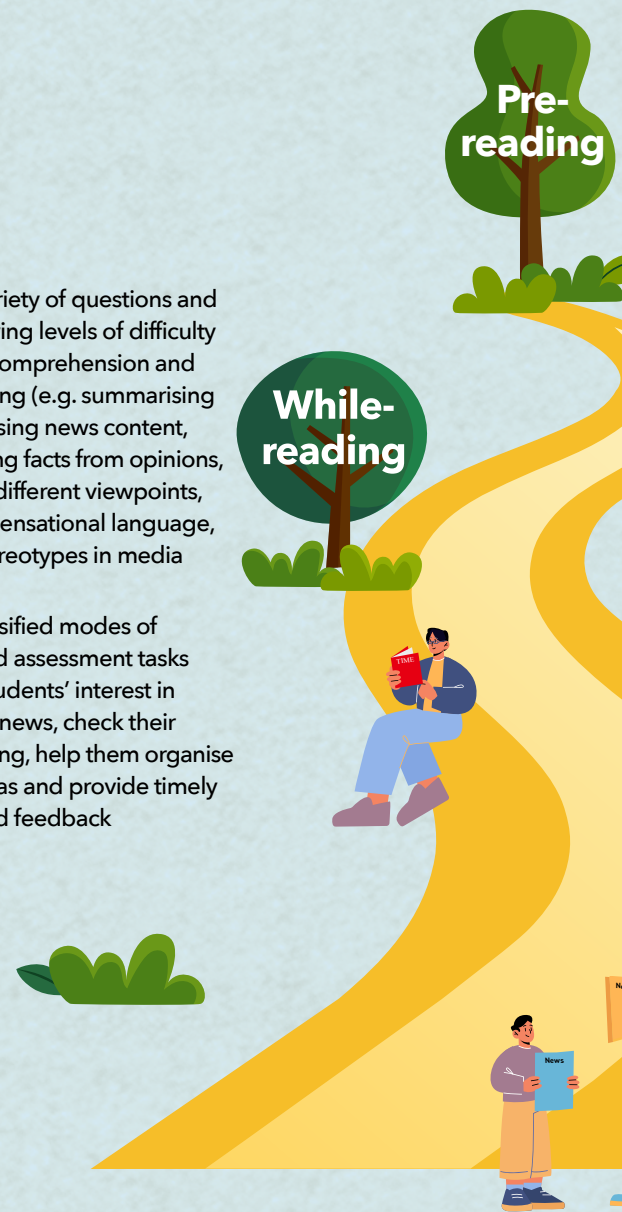 Pre-
reading
riety of questions and
ing levels of difficulty
omprehension and
ng (e.g. summarising
sing news content,
ng facts from opinions,
different viewpoints,
ensational language,
reotypes in media
While-
reading
sified modes of
d assessment tasks
udents' interest in
news, check their
ng, help them organise
as and provide timely
d feedback
TIME
News